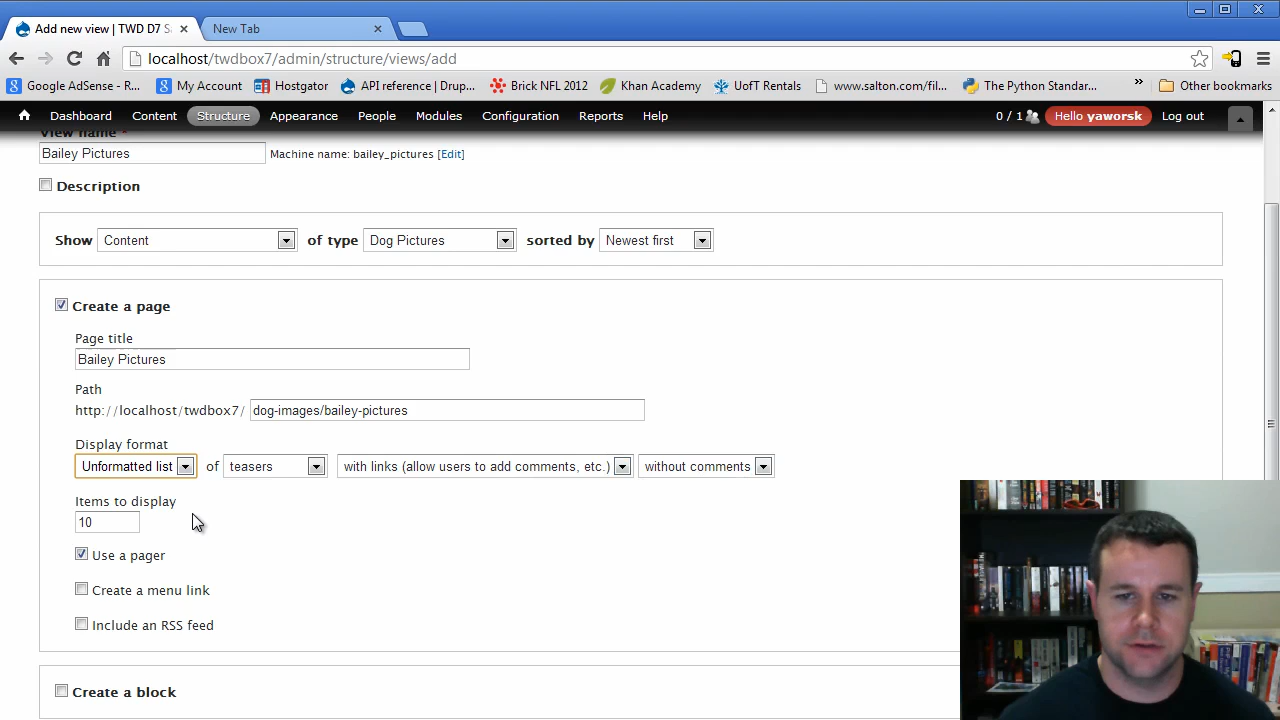 Add new view | TWD D7 S
New Tab
localhost/twdbox7/admin/structure/views/add
Google AdSense - R... My Account Hostgator API reference | Drup... Brick NFL 2012 Khan Academy UofT Rentals www.salton.com/fil... The Python Standar... » Other bookmarks
Dashboard Content Structure Appearance People Modules Configuration Reports Help 0 / 1 Hello yaworsk Log out
View name *
Bailey Pictures Machine name: bailey_pictures [Edit]
Description
Show Content of type Dog Pictures sorted by Newest first
Create a page
Page title
Bailey Pictures
Path
http://localhost/twdbox7/ dog-images/bailey-pictures
Display format
Unformatted list of teasers with links (allow users to add comments, etc.) without comments
Items to display
10
Use a pager
Create a menu link
Include an RSS feed
Create a block